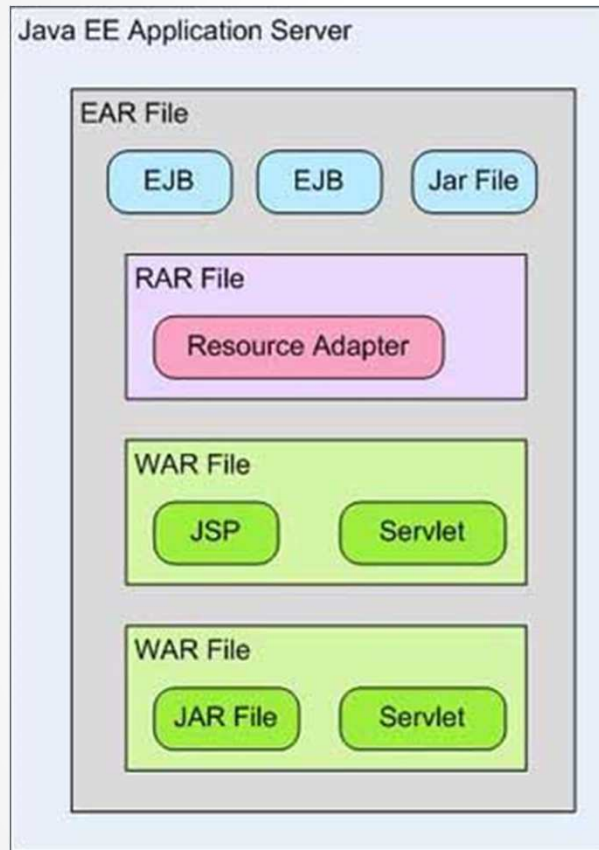 Java EE Application Server
EAR File
EJB
EJB
Jar File
RAR File
Resource Adapter
WAR File
JSP
Servlet
WAR File
JAR File
Servlet